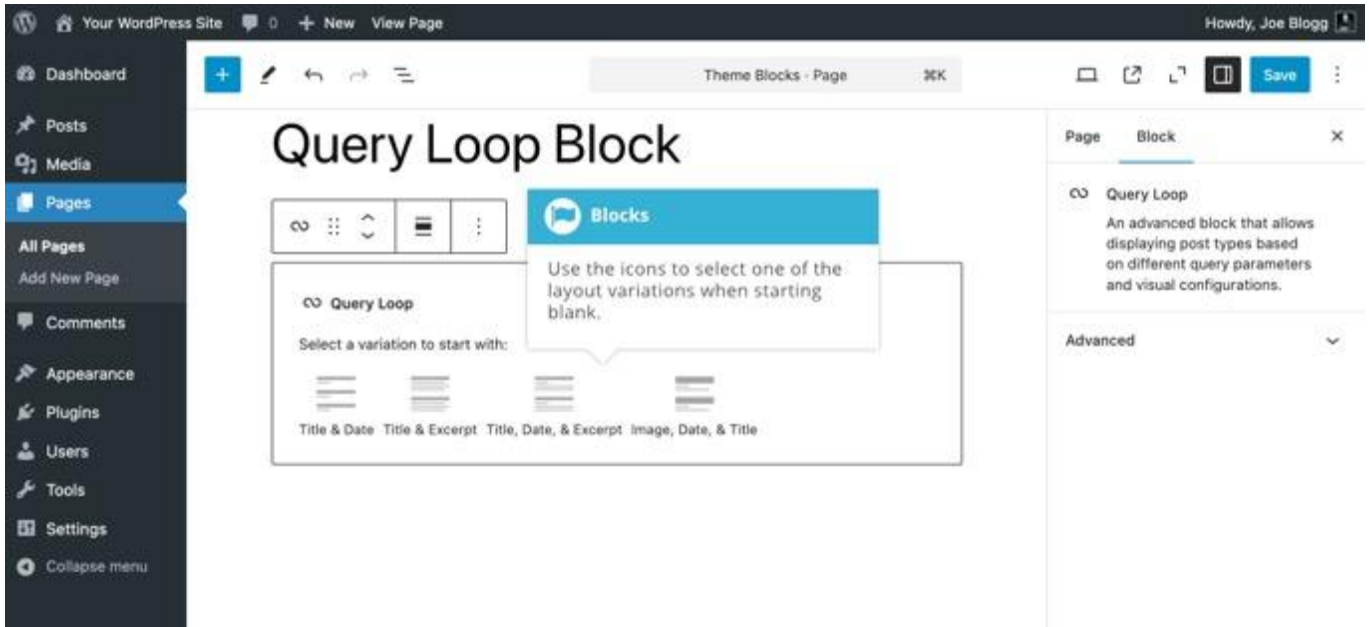 Your WordPress Site 0 + New View Page Howdy, Joe Blogg
Dashboard
Posts
Media
Pages
All Pages
Add New Page
Comments
Appearance
Plugins
Users
Tools
Settings
Collapse menu
Theme Blocks · Page ⌘K
Save
Query Loop Block
Blocks
Use the icons to select one of the
layout variations when starting
blank.
Query Loop
Select a variation to start with:
Title & Date Title & Excerpt Title, Date, & Excerpt Image, Date, & Title
Page Block
Query Loop
An advanced block that allows
displaying post types based
on different query parameters
and visual configurations.
Advanced